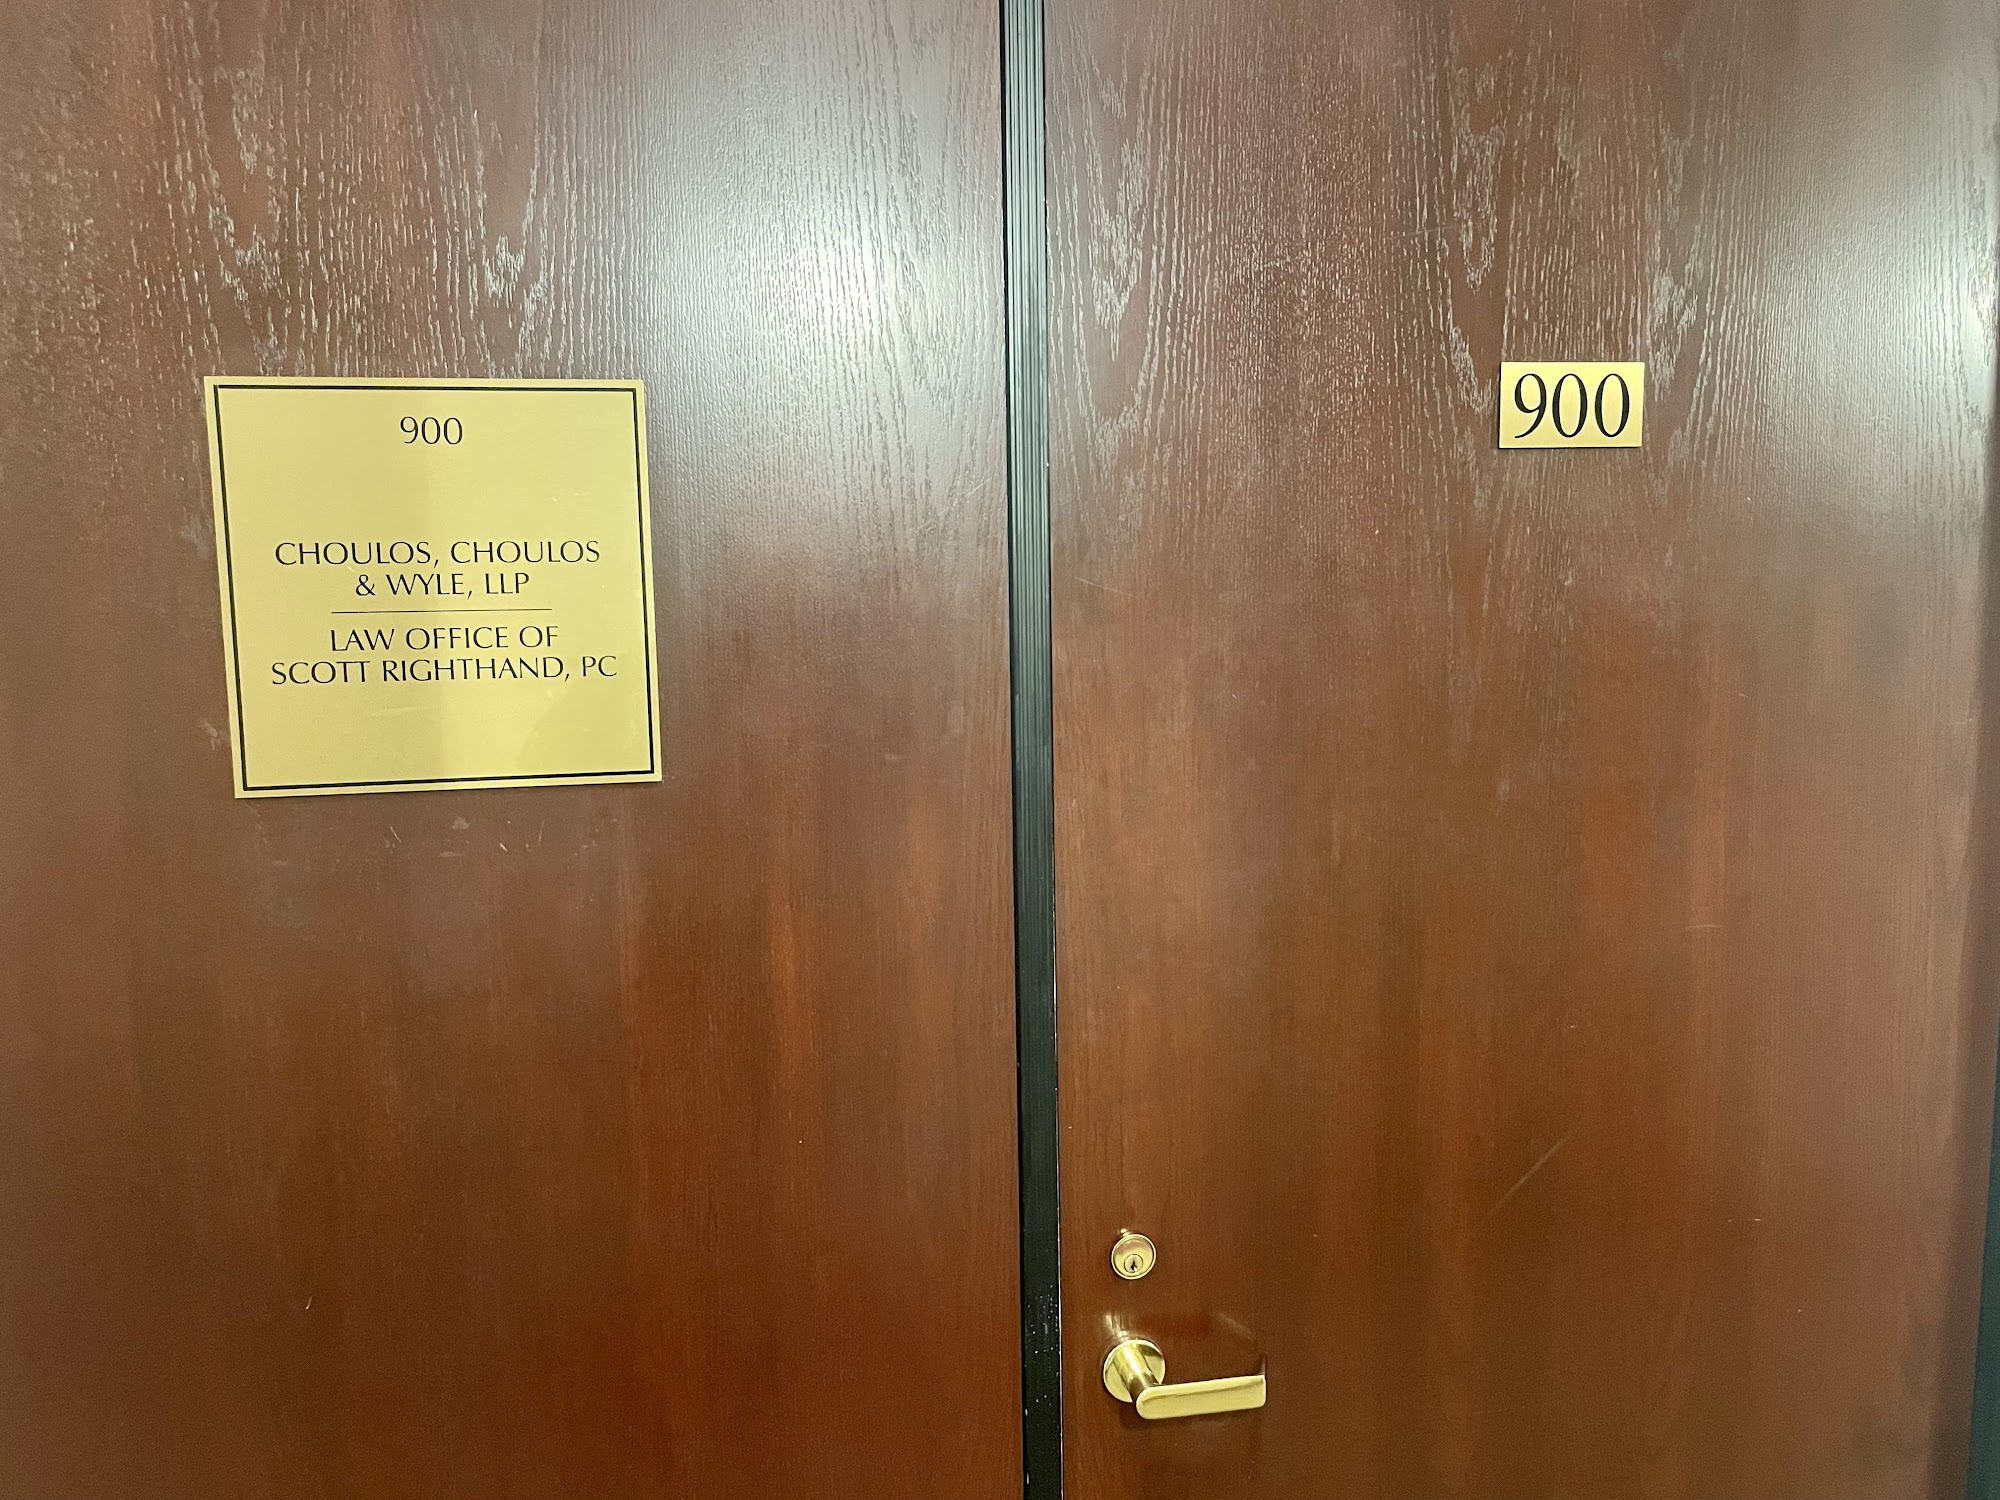 900
CHOULOS, CHOULOS
& WYLE, LLP
LAW OFFICE OF
SCOTT RIGHTHAND, PC
900